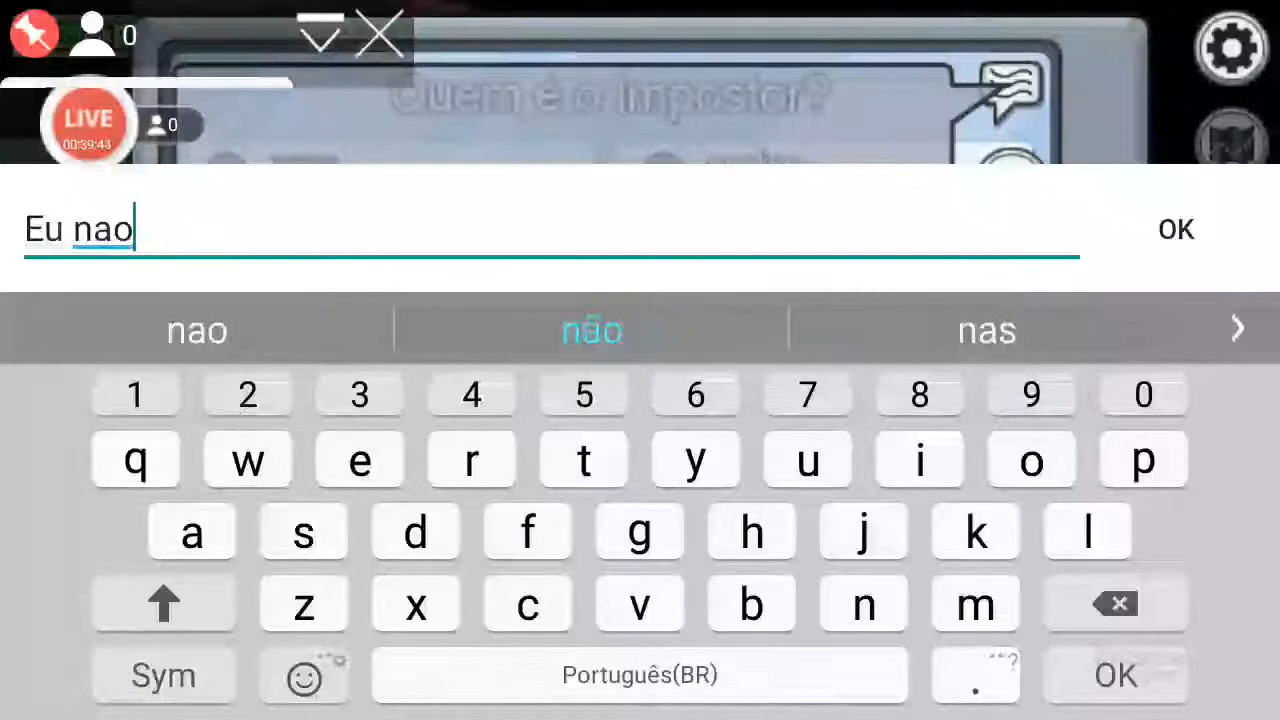 0
LIVE
00:39:43
0
Quem é o Impostor?
Eu nao
OK
nao
não
nas
1 2 3 4 5 6 7 8 9 0
q w e r t y u i o p
a s d f g h j k l
z x c v b n m
Sym
Português(BR)
. ?
OK